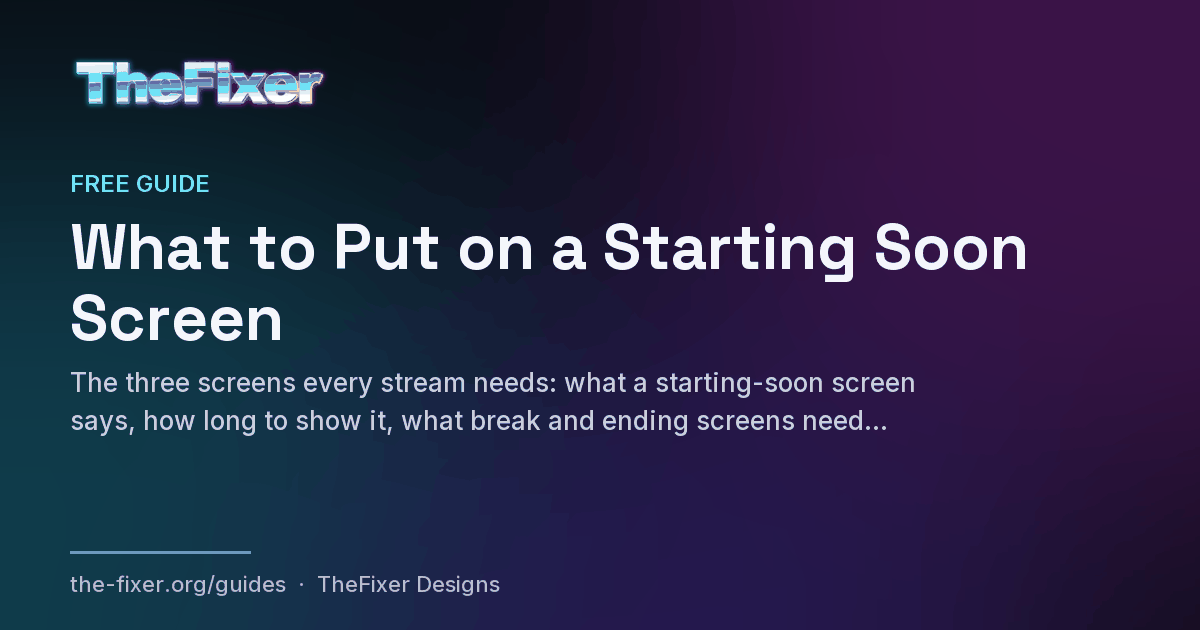 TheFixer
FREE GUIDE
What to Put on a Starting Soon
Screen
The three screens every stream needs: what a starting-soon screen
says, how long to show it, what break and ending screens need...
the-fixer.org/guides · TheFixer Designs